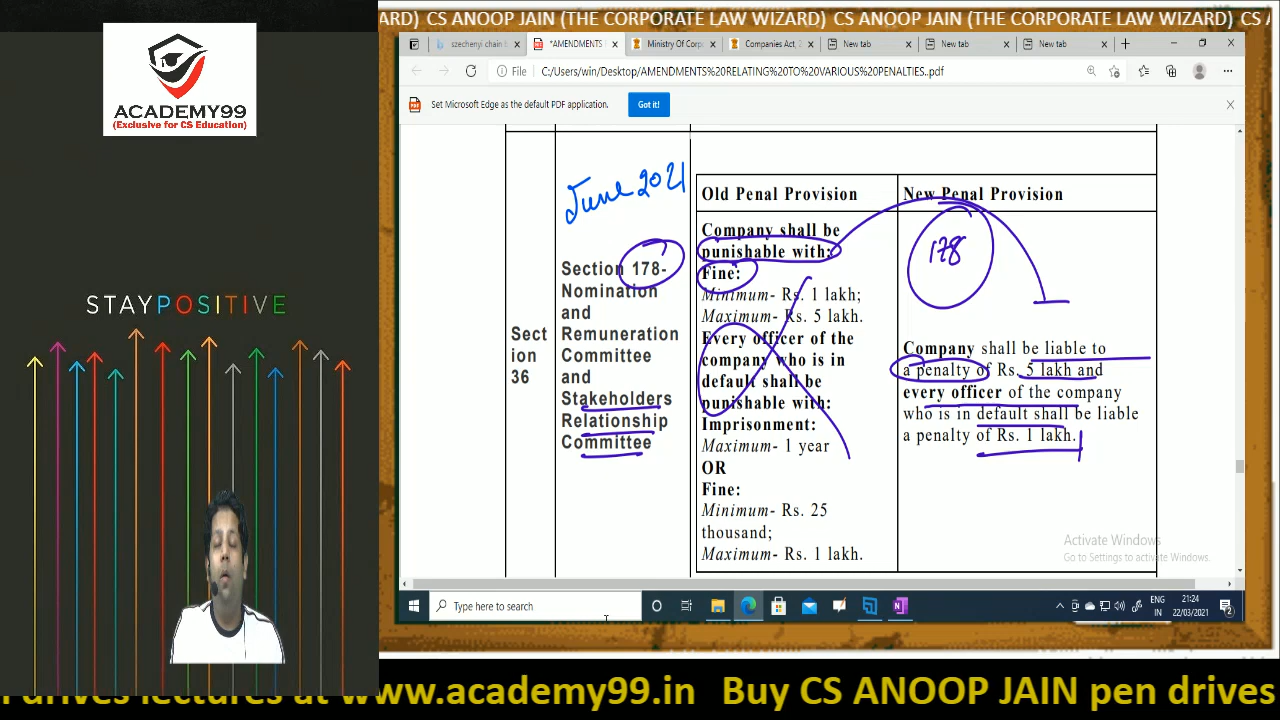 ARD) CS ANOOP JAIN (THE CORPORATE LAW WIZARD) CS ANOOP JAIN (THE CORPORATE LAW WIZARD) CS A
ACADEMY99
(Exclusive for CS Education)
STAYPOSITIVE
szechenyi chain b
*AMENDMENTS
Ministry Of Corp
Companies Act, 2
New tab
New tab
New tab
File
C:/Users/win/Desktop/AMENDMENTS%20RELATING%20TO%20VARIOUS%20PENALTIES..pdf
Set Microsoft Edge as the default PDF application.
Got it!
June 2021
Sect
ion
36
Section 178-
Nomination
and
Remuneration
Committee
and
Stakeholders
Relationship
Committee
Old Penal Provision
Company shall be
punishable with:
Fine:
Minimum- Rs. 1 lakh;
Maximum- Rs. 5 lakh.
Every officer of the
company who is in
default shall be
punishable with:
Imprisonment:
Maximum- 1 year
OR
Fine:
Minimum- Rs. 25
thousand;
Maximum- Rs. 1 lakh.
New Penal Provision
178
Company shall be liable to
a penalty of Rs. 5 lakh and
every officer of the company
who is in default shall be liable
a penalty of Rs. 1 lakh.
Activate Windows
Go to Settings to activate Windows.
Type here to search
ENG
IN
21:24
22/03/2021
2
n drives lectures at www.academy99.in Buy CS ANOOP JAIN pen drives